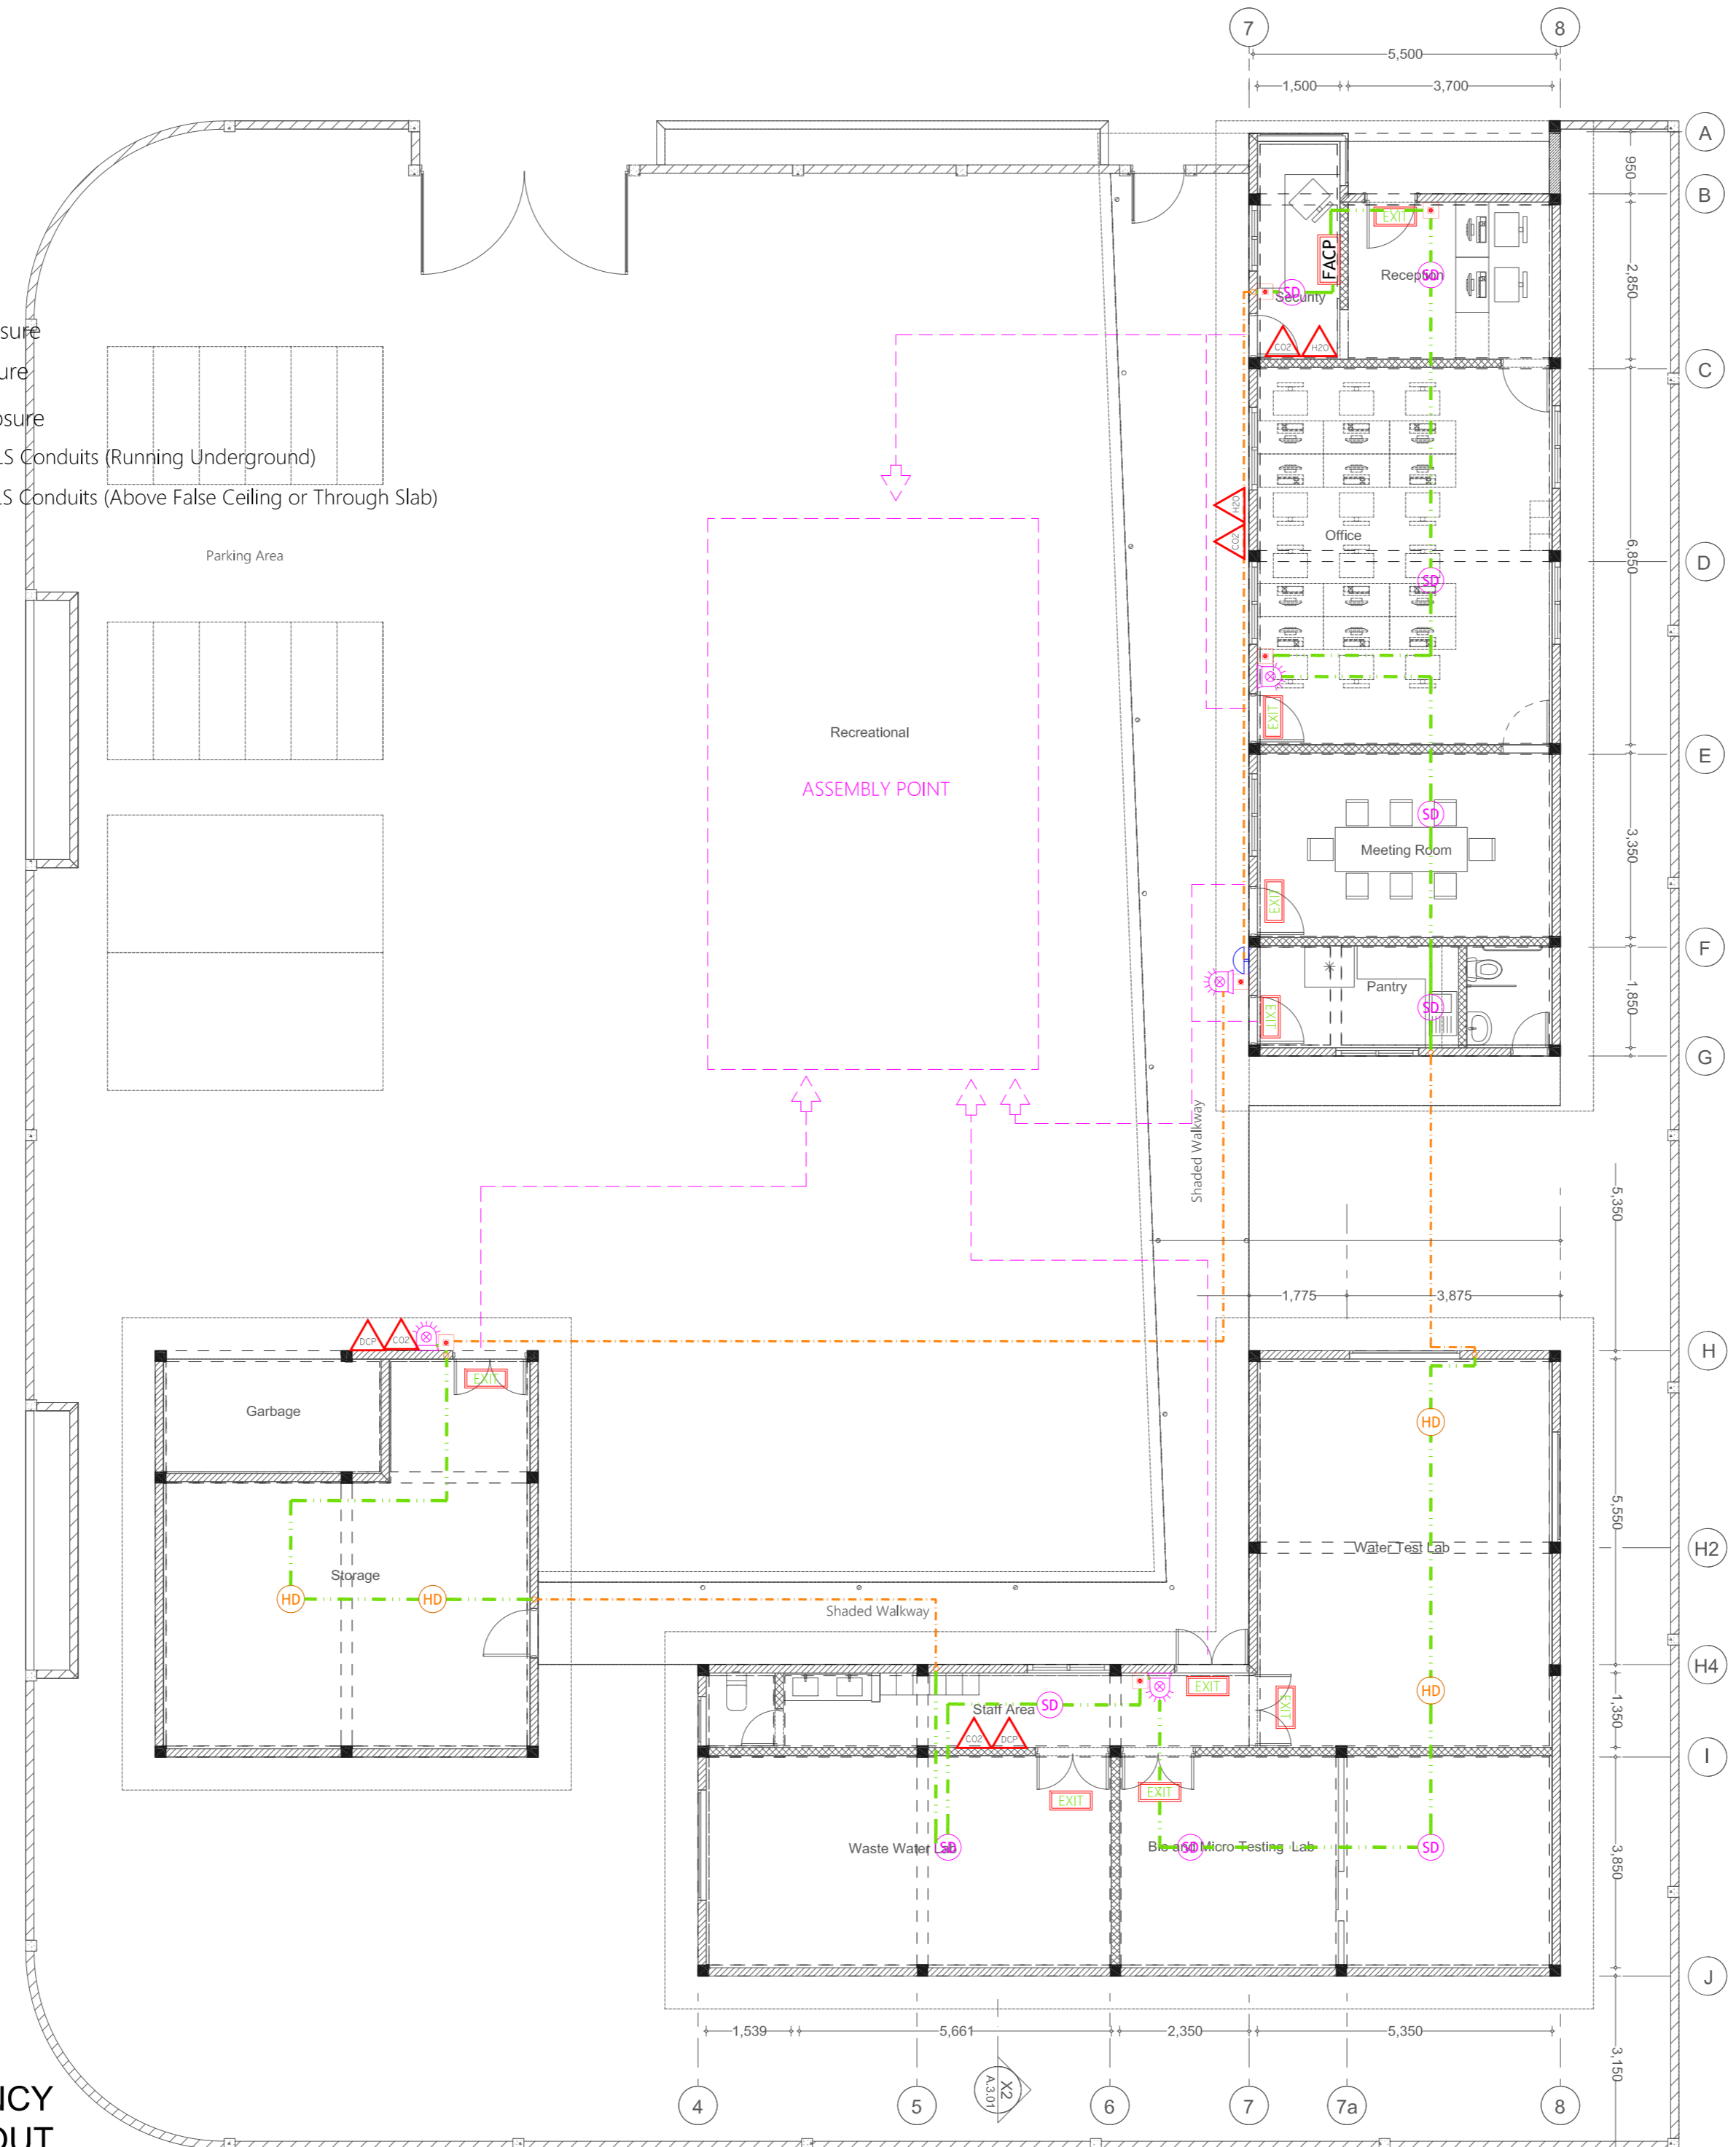 7
8
5,500
1,500
3,700
A
950
B
EXIT
FACP
SD
Reception
2,850
SD
Security
CO2
H2O
C
sure
ure
osure
LS Conduits (Running Underground)
LS Conduits (Above False Ceiling or Through Slab)
Parking Area
H2O
CO2
Office
6,850
D
SD
Recreational
ASSEMBLY POINT
EXIT
E
SD
Meeting Room
3,350
EXIT
F
Pantry
SD
1,850
EXIT
G
Shaded Walkway
5,350
1,775
3,875
DCP
CO2
H
EXIT
Garbage
HD
5,550
Water Test Lab
H2
Storage
HD
HD
Shaded Walkway
H4
EXIT
EXIT
HD
1,350
Staff Area
SD
CO2
DCP
I
EXIT
EXIT
Waste Water Lab
SD
Bio and Micro Testing Lab
SD
SD
3,850
J
1,539
5,661
2,350
5,350
3,150
X2
A.3.01
4
5
6
7
7a
8
NCY
OUT